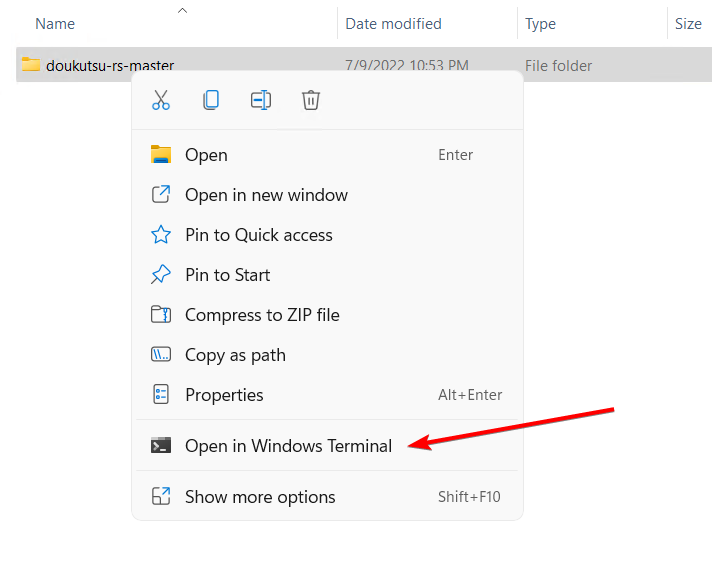 Name Date modified Type Size
doukutsu-rs-master 7/9/2022 10:53 PM File folder
Open Enter
Open in new window
Pin to Quick access
Pin to Start
Compress to ZIP file
Copy as path
Properties Alt+Enter
Open in Windows Terminal
Show more options Shift+F10